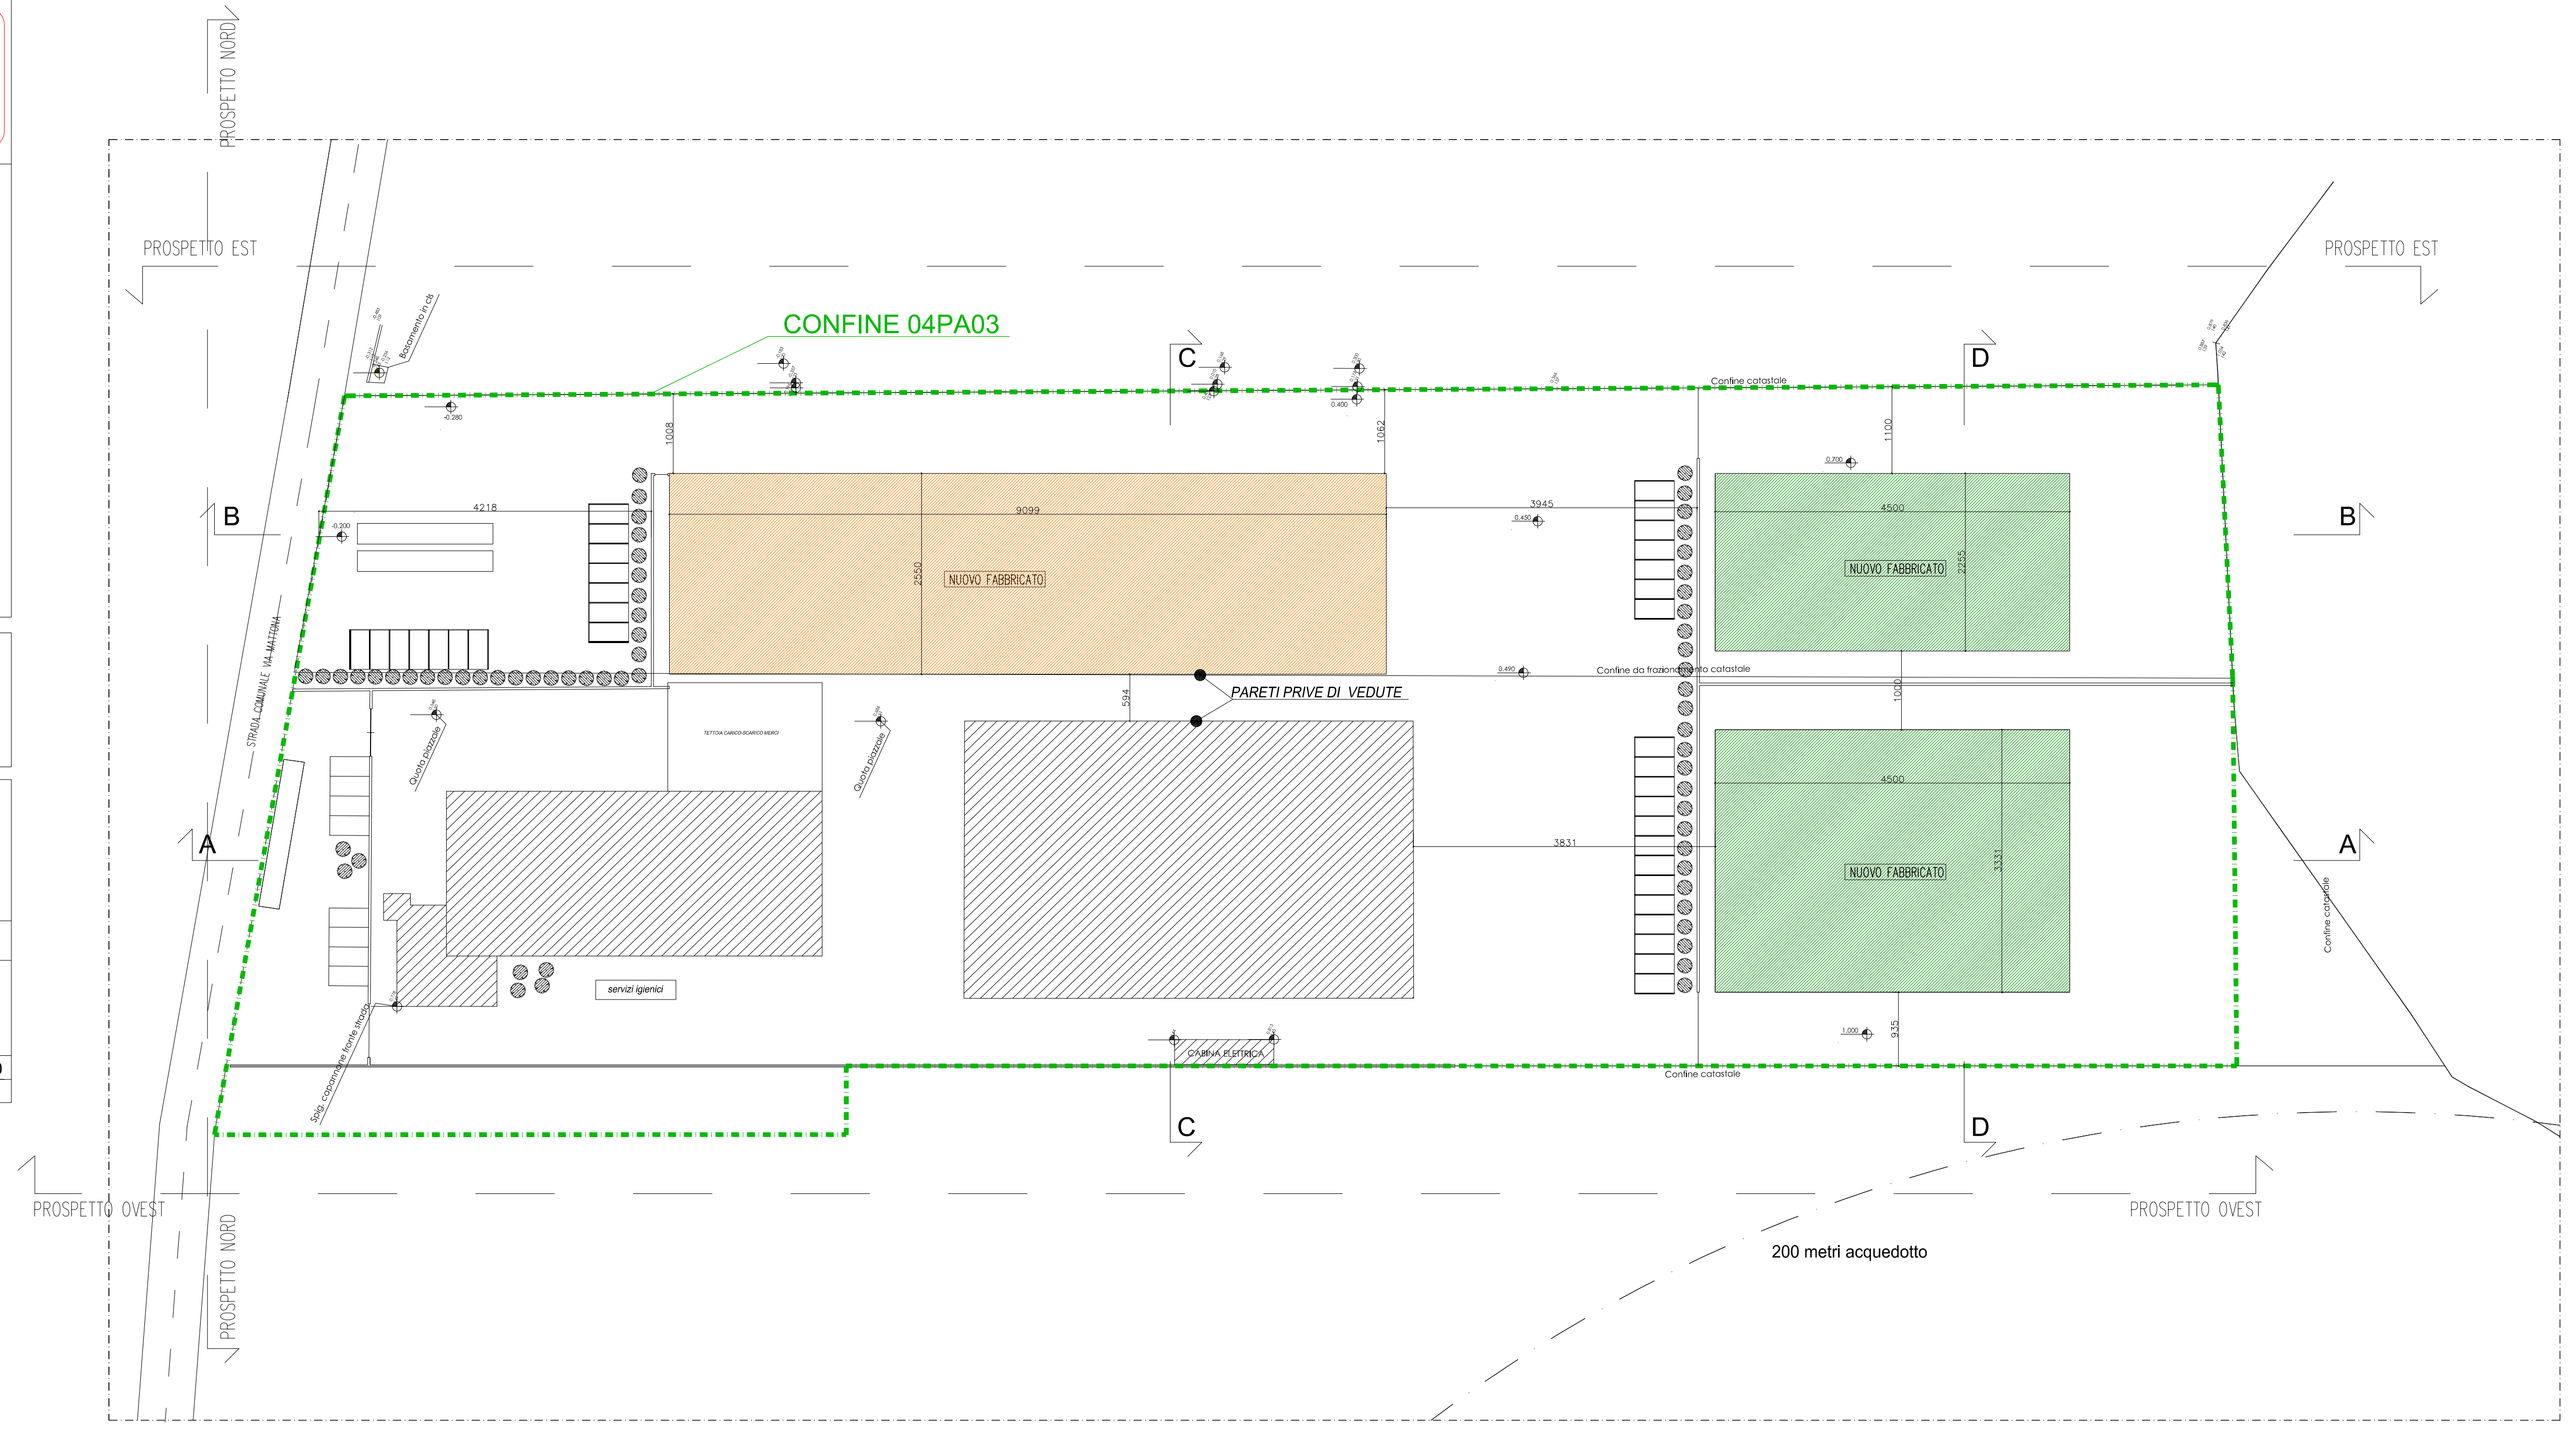 PROSPETTO NORD
PROSPETTO EST
PROSPETTO EST
Basamento in cls
CONFINE 04PA03
C
D
Confine catastale
-0.280
0.400
1008
1062
1100
0.700
B
4218
9099
3945
4500
B
-0.200
0.450
2550
2255
NUOVO FABBRICATO
NUOVO FABBRICATO
STRADA COMUNALE VIA MATTONA
0.490
Confine da frazionamento catastale
594
PARETI PRIVE DI VEDUTE
1000
TETTOIA CARICO-SCARICO MERCI
Quota piazzale
Quota piazzale
4500
A
3831
3331
A
NUOVO FABBRICATO
Confine catastale
servizi igienici
Spig. capannone fronte strada
CABINA ELETTRICA
1.000
935
Confine catastale
C
D
PROSPETTO OVEST
PROSPETTO OVEST
PROSPETTO NORD
200 metri acquedotto